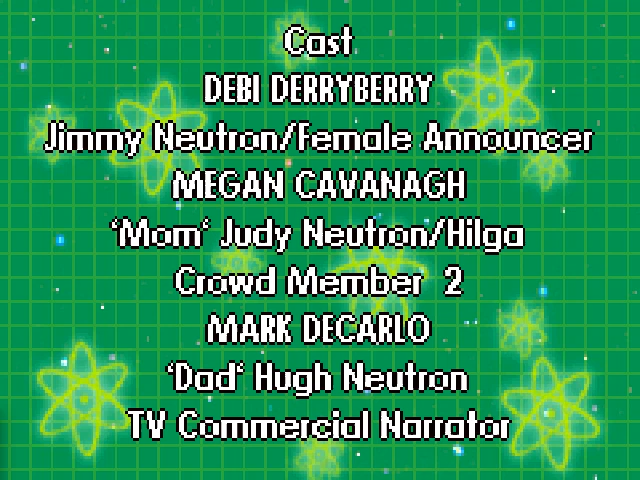 Cast
DEBI DERRYBERRY
Jimmy Neutron/Female Announcer
MEGAN CAVANAGH
‘Mom‘ Judy Neutron/Hilga
Crowd Member 2
MARK DECARLO
‘Dad‘ Hugh Neutron
TV Commercial Narrator